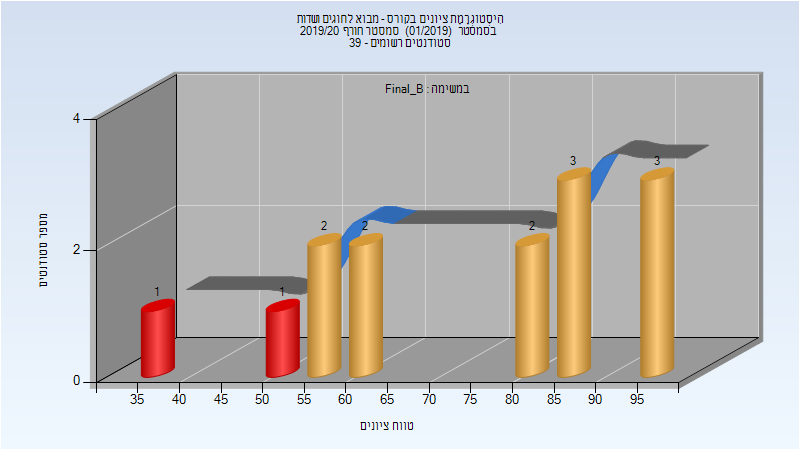 היסטוגרמת ציונים בקורס - מבוא לחוגים ושדות
בסמסטר (01/2019) סמסטר חורף 2019/20
סטודנטים רשומים - 39
במשימה : Final_B
מספר סטודנטים
4
2
0
1
1
2
2
2
3
3
35 40 45 50 55 60 65 70 75 80 85 90 95
טווח ציונים